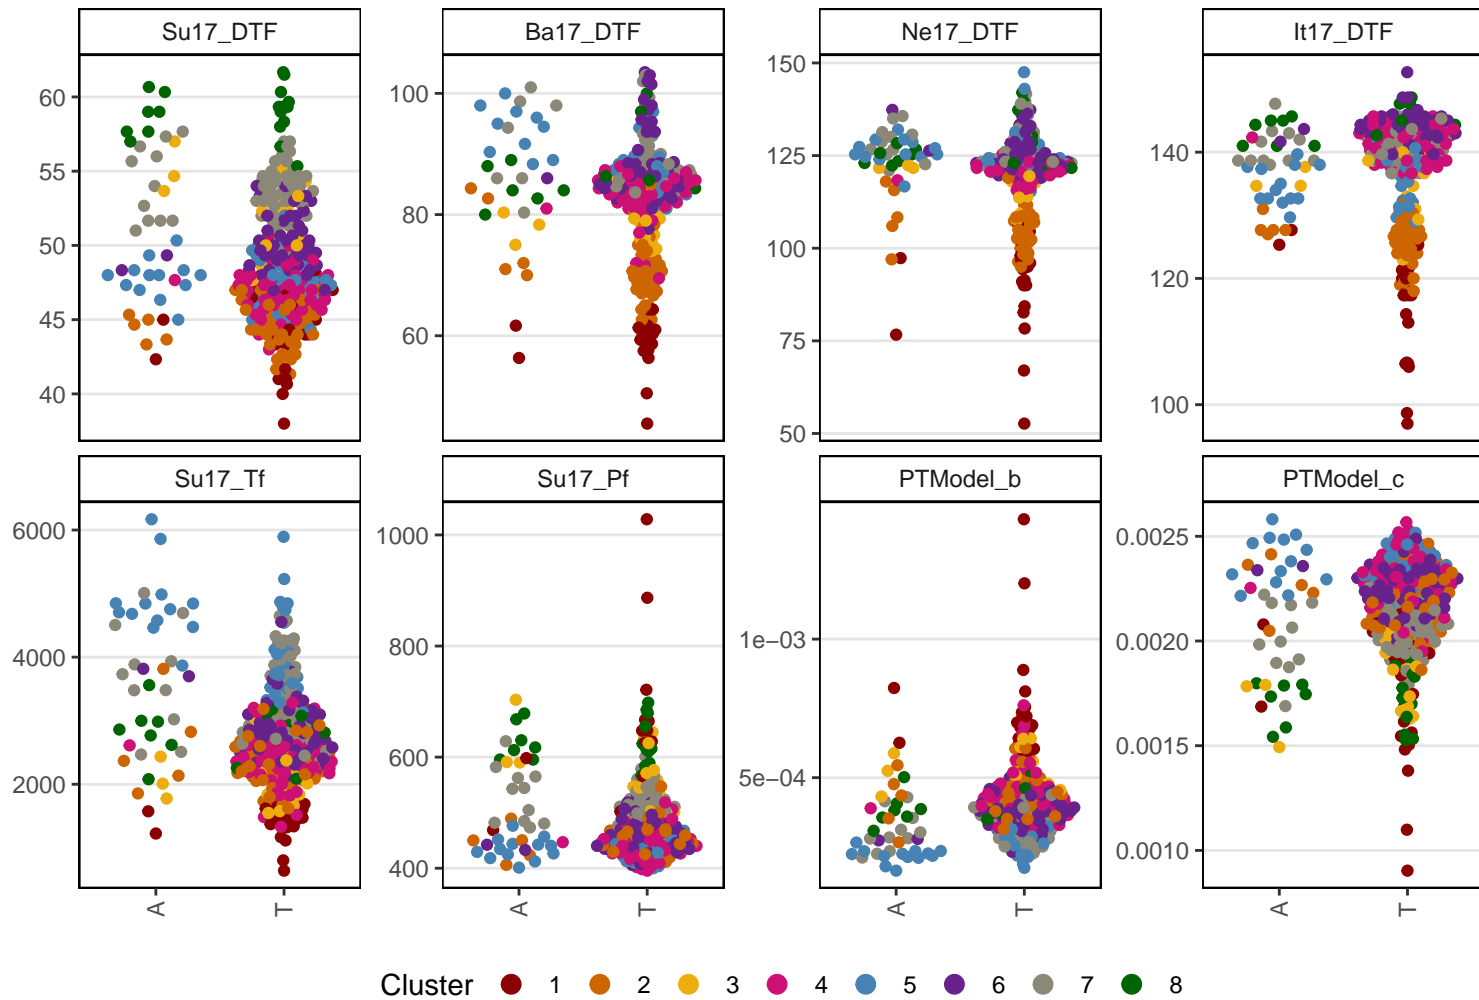 Su17_DTF Ba17_DTF Ne17_DTF It17_DTF
60 55 50 45 40
100 80 60
150 125 100 75 50
140 120 100
Su17_Tf Su17_Pf PTModel_b PTModel_c
6000 4000 2000
1000 800 600 400
1e−03 5e−04
0.0025 0.0020 0.0015 0.0010
A T A T A T A T
Cluster 1 2 3 4 5 6 7 8